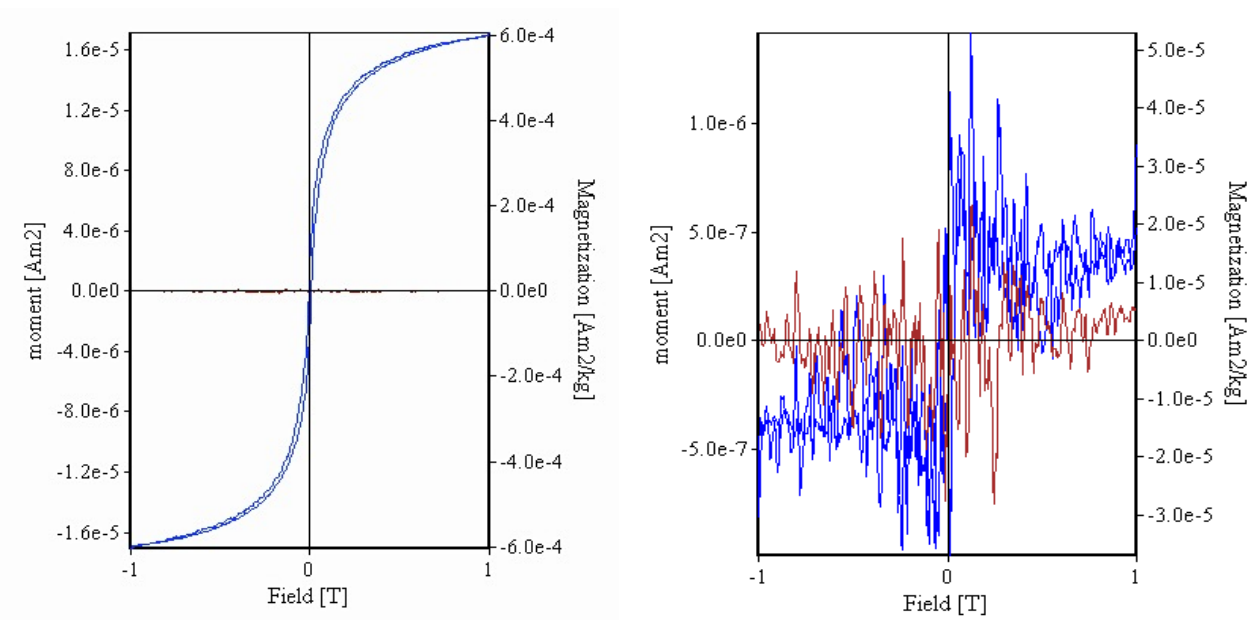 1.6e-5
1.2e-5
8.0e-6
4.0e-6
0.0e0
-4.0e-6
-8.0e-6
-1.2e-5
-1.6e-5
moment [Am2]
6.0e-4
4.0e-4
2.0e-4
0.0e0
-2.0e-4
-4.0e-4
-6.0e-4
Magnetization [Am2/kg]
-1
0
1
Field [T]
1.0e-6
5.0e-7
0.0e0
-5.0e-7
moment [Am2]
5.0e-5
4.0e-5
3.0e-5
2.0e-5
1.0e-5
0.0e0
-1.0e-5
-2.0e-5
-3.0e-5
Magnetization [Am2/kg]
-1
0
1
Field [T]